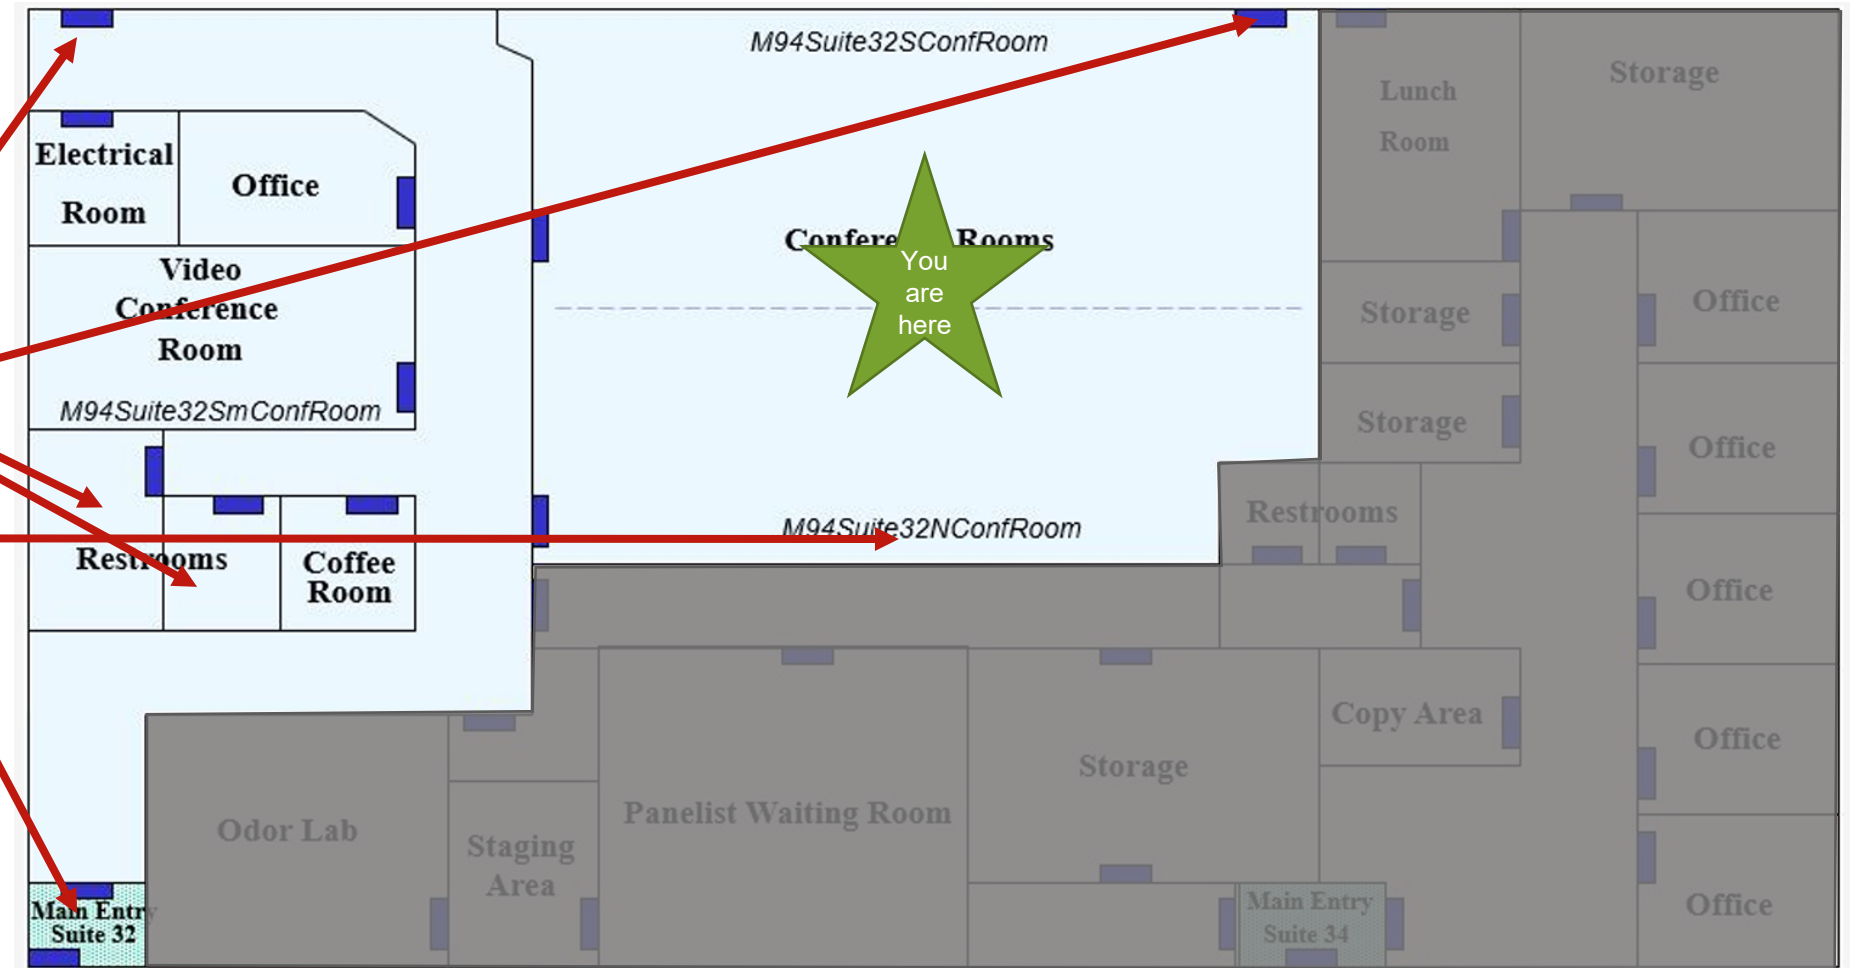 M94Suite32SConfRoom
Lunch
Room
Storage
Electrical
Room
Office
Conference Rooms
You
are
here
Video
Conference
Room
M94Suite32SmConfRoom
Storage
Office
Storage
Office
Restrooms
M94Suite32NConfRoom
Restrooms
Coffee
Room
Office
Copy Area
Office
Storage
Panelist Waiting Room
Odor Lab
Staging
Area
Main Entry
Suite 32
Main Entry
Suite 34
Office